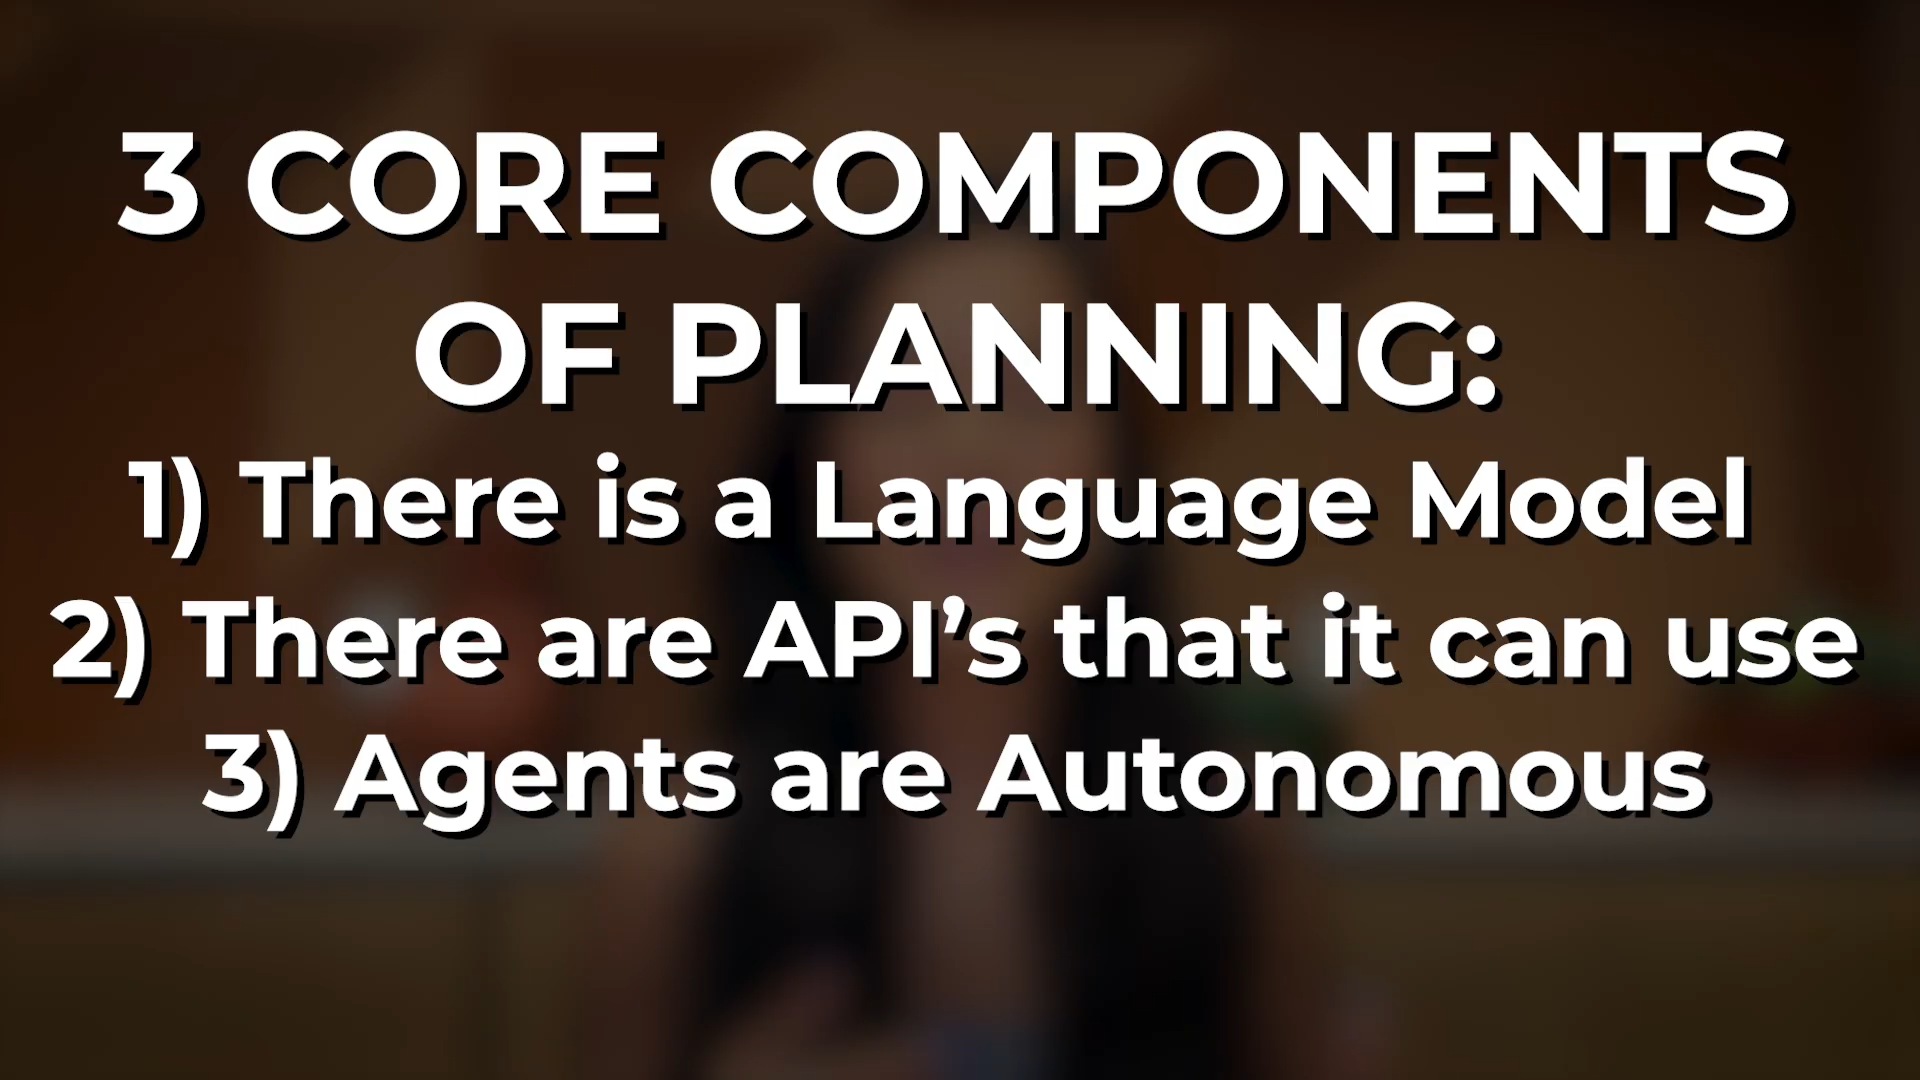 3 CORE COMPONENTS
OF PLANNING:
1) There is a Language Model
2) There are API’s that it can use
3) Agents are Autonomous